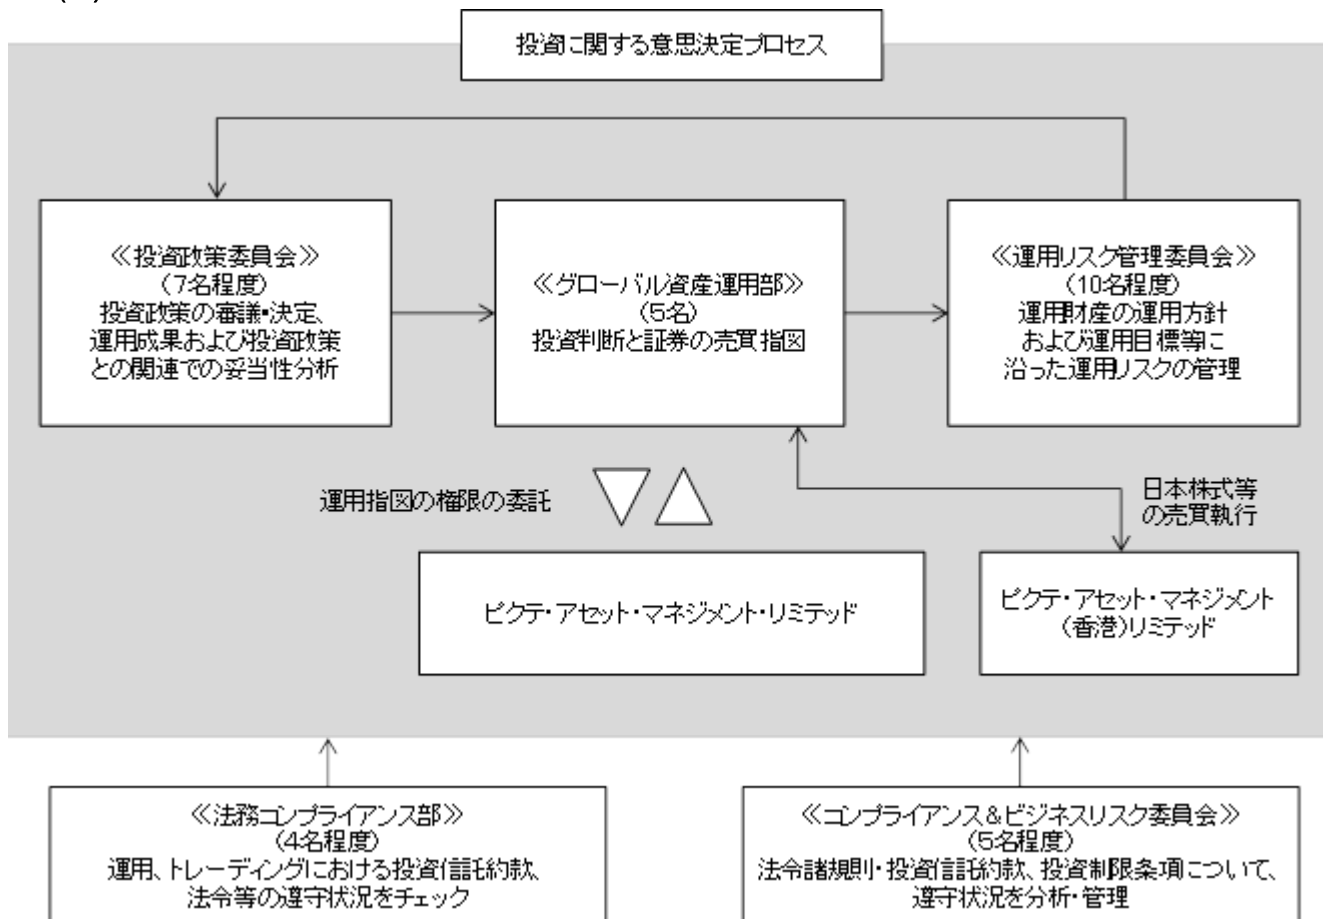 投資に関する意思決定プロセス
≪投資政策委員会≫
(7名程度)
投資政策の審議・決定、
運用成果および投資政策
との関連での妥当性分析
≪グローバル資産運用部≫
(5名)
投資判断と証券の売買指図
≪運用リスク管理委員会≫
(10名程度)
運用財産の運用方針
および運用目標等に
沿った運用リスクの管理
運用指図の権限の委託
日本株式等
の売買執行
ピクテ・アセット・マネジメント・リミテッド
ピクテ・アセット・マネジメント
(香港)リミテッド
≪法務コンプライアンス部≫
(4名程度)
運用、トレーディングにおける投資信託約款、
法令等の遵守状況をチェック
≪コンプライアンス&ビジネスリスク委員会≫
(5名程度)
法令諸規則・投資信託約款、投資制限条項について、
遵守状況を分析・管理